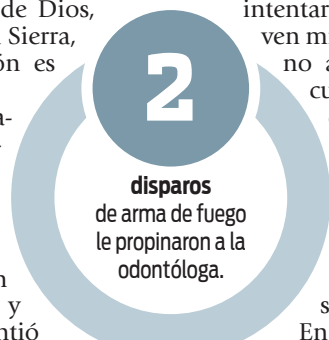 de Dios,
Sierra,
ón es
a-
n
y
ntió
2
disparos
de arma de fuego
le propinaron a la
odontóloga.
intentar
ven m
no a
cu
s
En